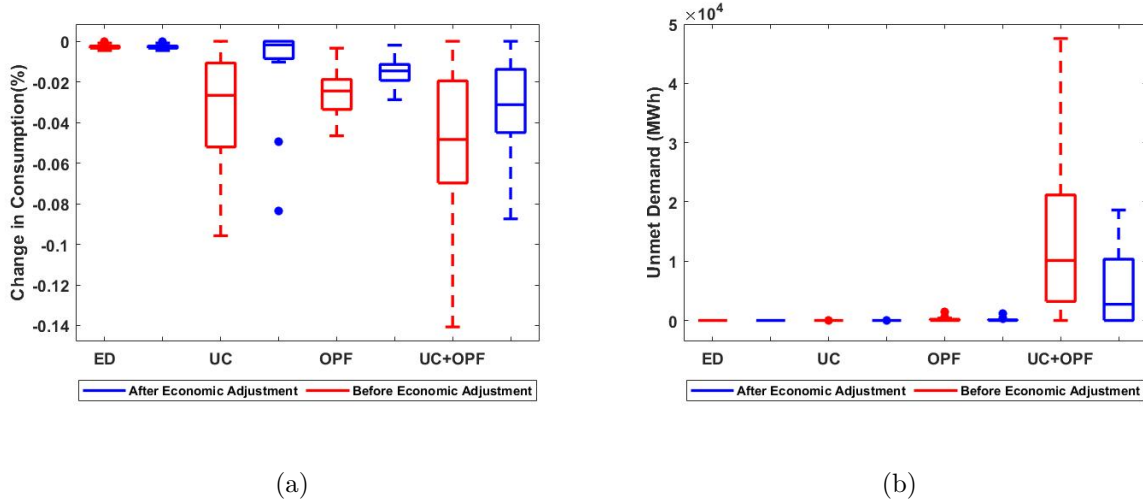 Change in Consumption(%)
0
-0.02
-0.04
-0.06
-0.08
-0.1
-0.12
-0.14
ED UC OPF UC+OPF
After Economic Adjustment Before Economic Adjustment
(a)
×10⁴
Unmet Demand (MWh)
5
4
3
2
1
0
ED UC OPF UC+OPF
After Economic Adjustment Before Economic Adjustment
(b)